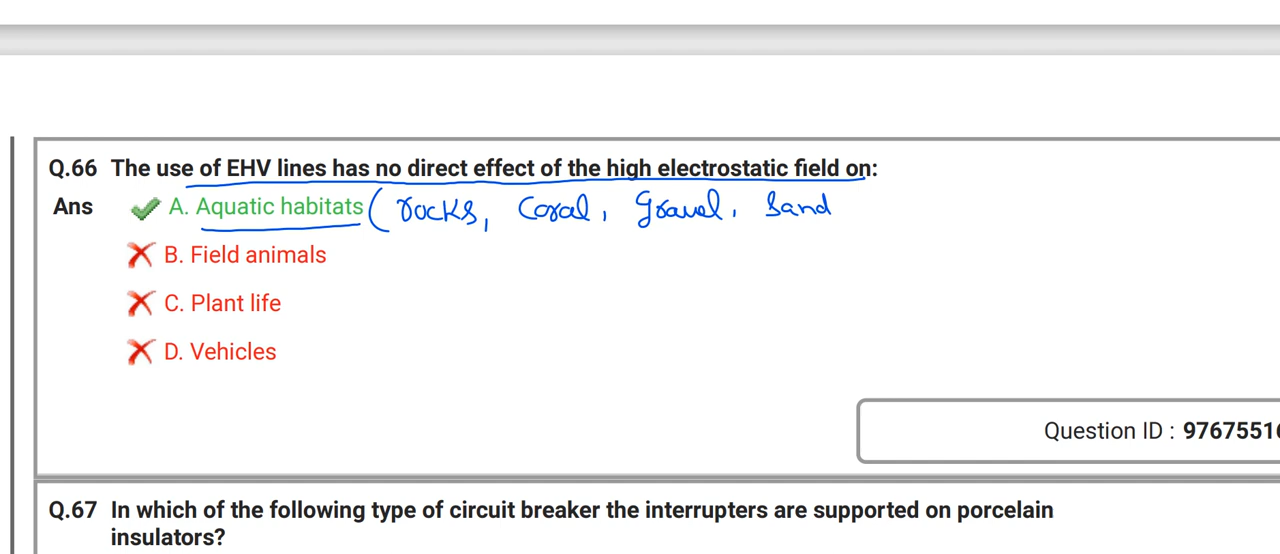 Q.66 The use of EHV lines has no direct effect of the high electrostatic field on:
Ans A. Aquatic habitats ( rocks, Coral, gravel, Sand
B. Field animals
C. Plant life
D. Vehicles
Question ID : 9767551
Q.67 In which of the following type of circuit breaker the interrupters are supported on porcelain
insulators?